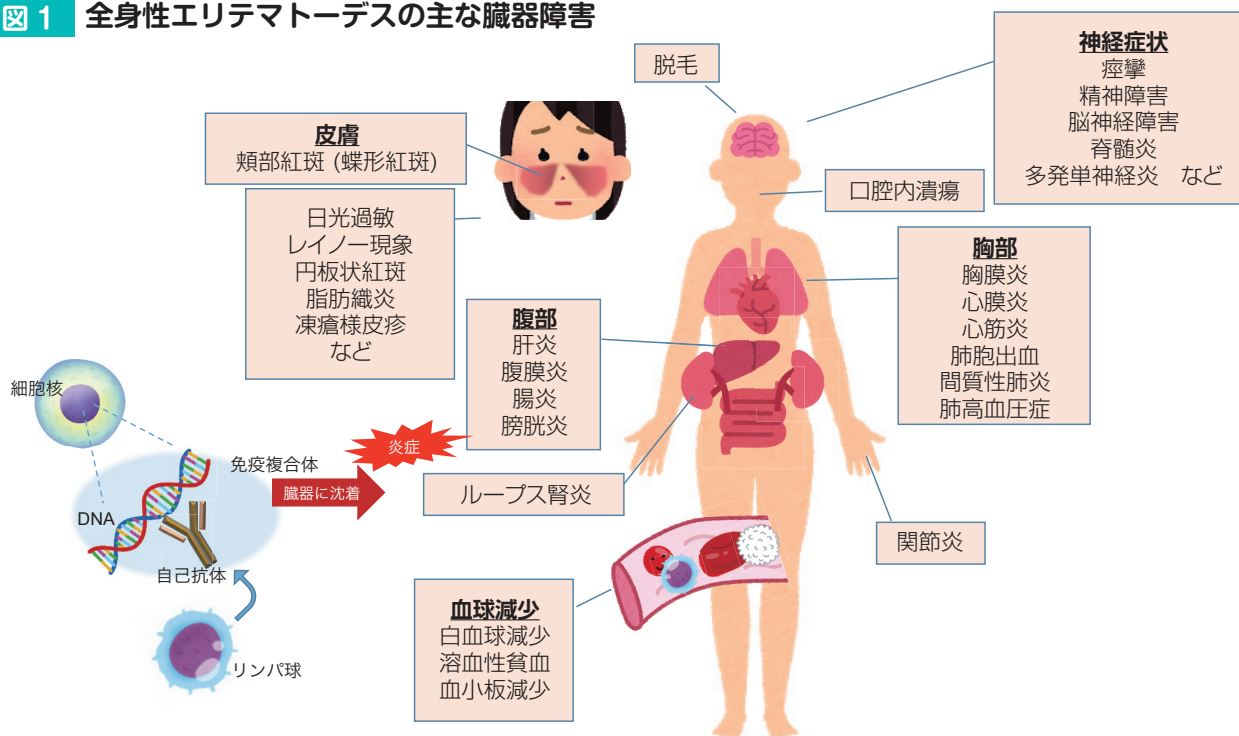 図 1 全身性エリテマトーデスの主な臓器障害
脱毛
神経症状
痙攣
精神障害
脳神経障害
脊髄炎
多発単神経炎　など
皮膚
頬部紅斑 (蝶形紅斑)
口腔内潰瘍
日光過敏
レイノー現象
円板状紅斑
脂肪織炎
凍瘡様皮疹
など
胸部
胸膜炎
心膜炎
心筋炎
肺胞出血
間質性肺炎
肺高血圧症
腹部
肝炎
腹膜炎
腸炎
膀胱炎
細胞核
炎症
免疫複合体
臓器に沈着
ループス腎炎
DNA
関節炎
自己抗体
血球減少
白血球減少
溶血性貧血
血小板減少
リンパ球